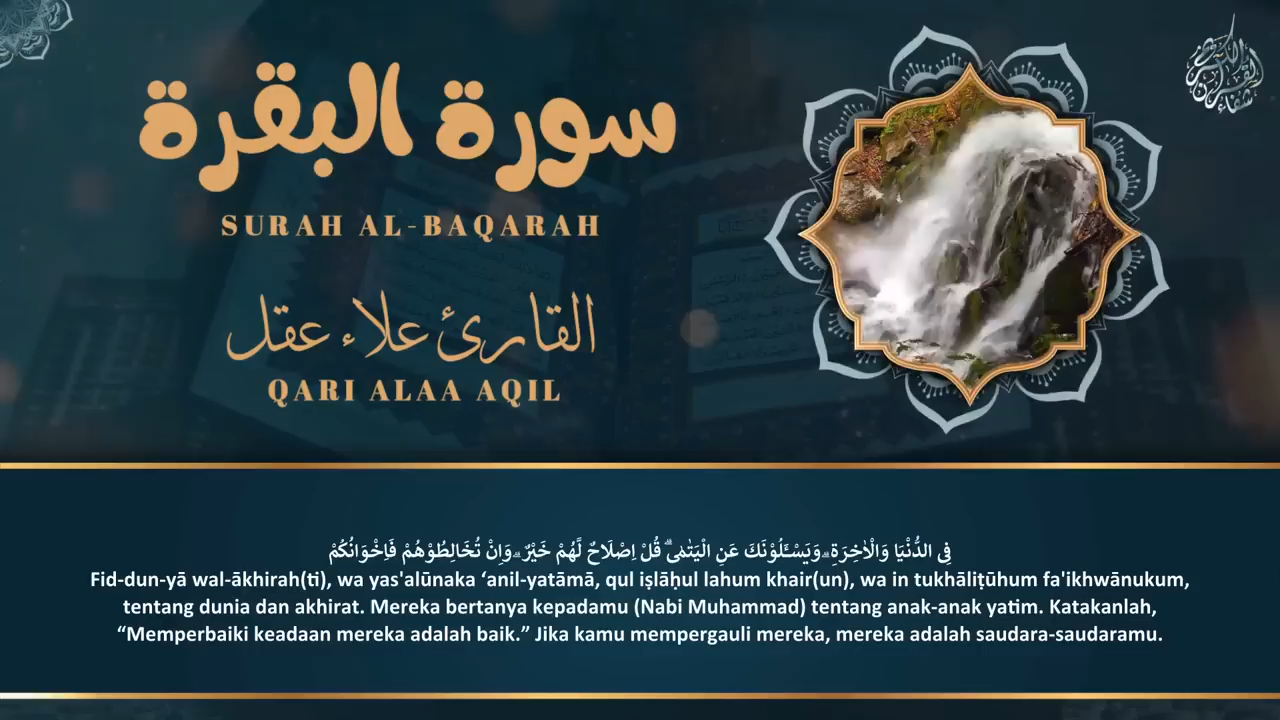 سورة البقرة
SURAH AL-BAQARAH
القارئ علاء عقل
QARI ALAA AQIL
فِى الدُّنْيَا وَالْاٰخِرَةِ ۗ وَيَسْـَٔلُوْنَكَ عَنِ الْيَتٰمٰىۗ قُلْ اِصْلَاحٌ لَّهُمْ خَيْرٌ ۗ وَاِنْ تُخَالِطُوْهُمْ فَاِخْوَانُكُمْ
Fid-dun-yā wal-ākhirah(ti), wa yas'alūnaka ‘anil-yatāmā, qul iṣlāḥul lahum khair(un), wa in tukhāliṭūhum fa'ikhwānukum,
tentang dunia dan akhirat. Mereka bertanya kepadamu (Nabi Muhammad) tentang anak-anak yatim. Katakanlah,
“Memperbaiki keadaan mereka adalah baik.” Jika kamu mempergauli mereka, mereka adalah saudara-saudaramu.